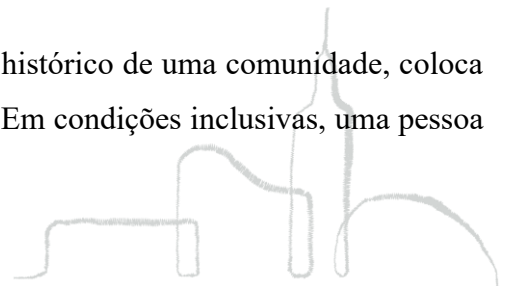 histórico de uma comunidade, coloca
Em condições inclusivas, uma pessoa